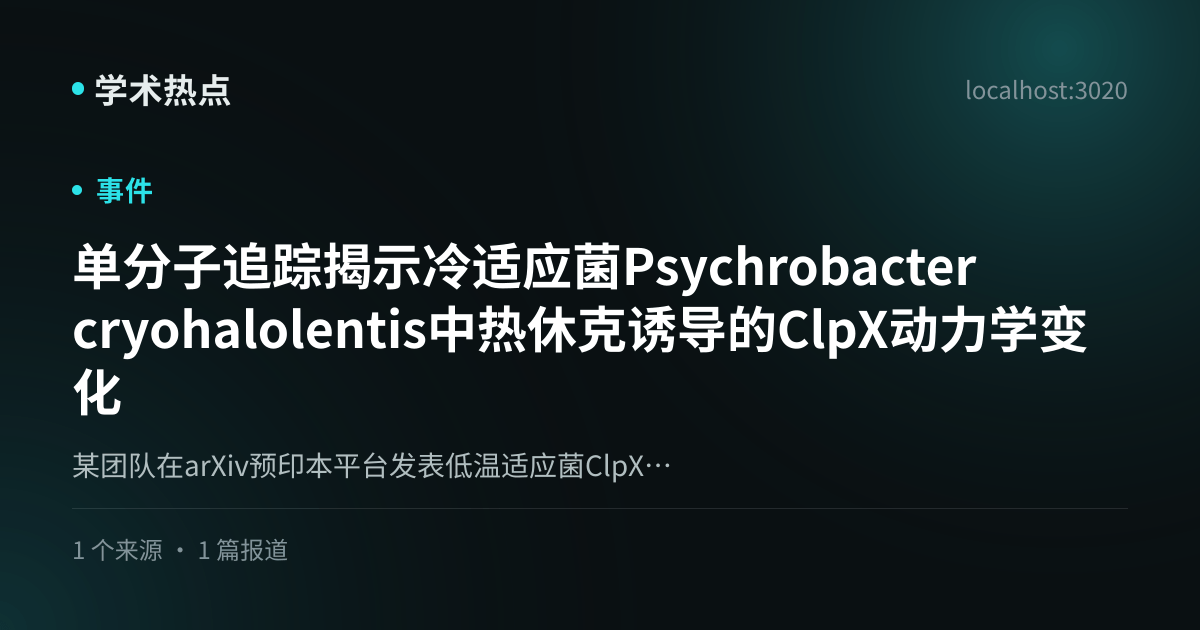 学术热点
localhost:3020
事件
单分子追踪揭示冷适应菌Psychrobacter
cryohalolentis中热休克诱导的ClpX动力学变
化
某团队在arXiv预印本平台发表低温适应菌ClpX…
1 个来源 · 1 篇报道